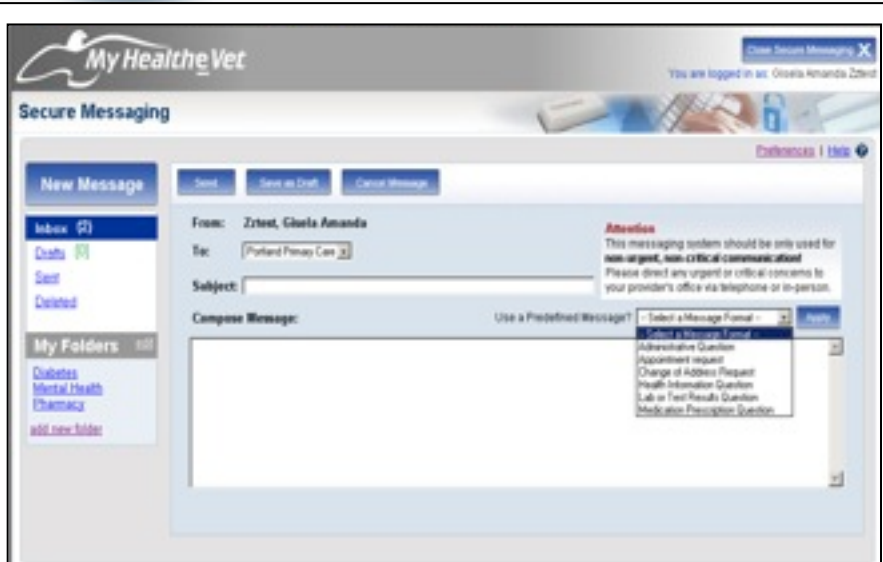 My HealtheVet
Close Secure Messaging X
You are logged in as: Gisela Amanda Zztest
Secure Messaging
Preferences | Help
New Message
Send Save as Draft Cancel Message
Inbox (2)
Drafts
Sent
Deleted
From: Zztest, Gisela Amanda
To: Portland Primary Care
Subject:
Attention
This messaging system should be only used for
non-urgent, non-critical communication!
Please direct any urgent or critical concerns to
your provider's office via telephone or in-person.
Compose Message: Use a Predefined Message? - Select a Message Format - Apply
- Select a Message Format -
Administrative Question
Appointment request
Change of Address Request
Health Information Question
Lab or Test Results Question
Medication Prescription Question
My Folders edit
Diabetes
Mental Health
Pharmacy
add new folder